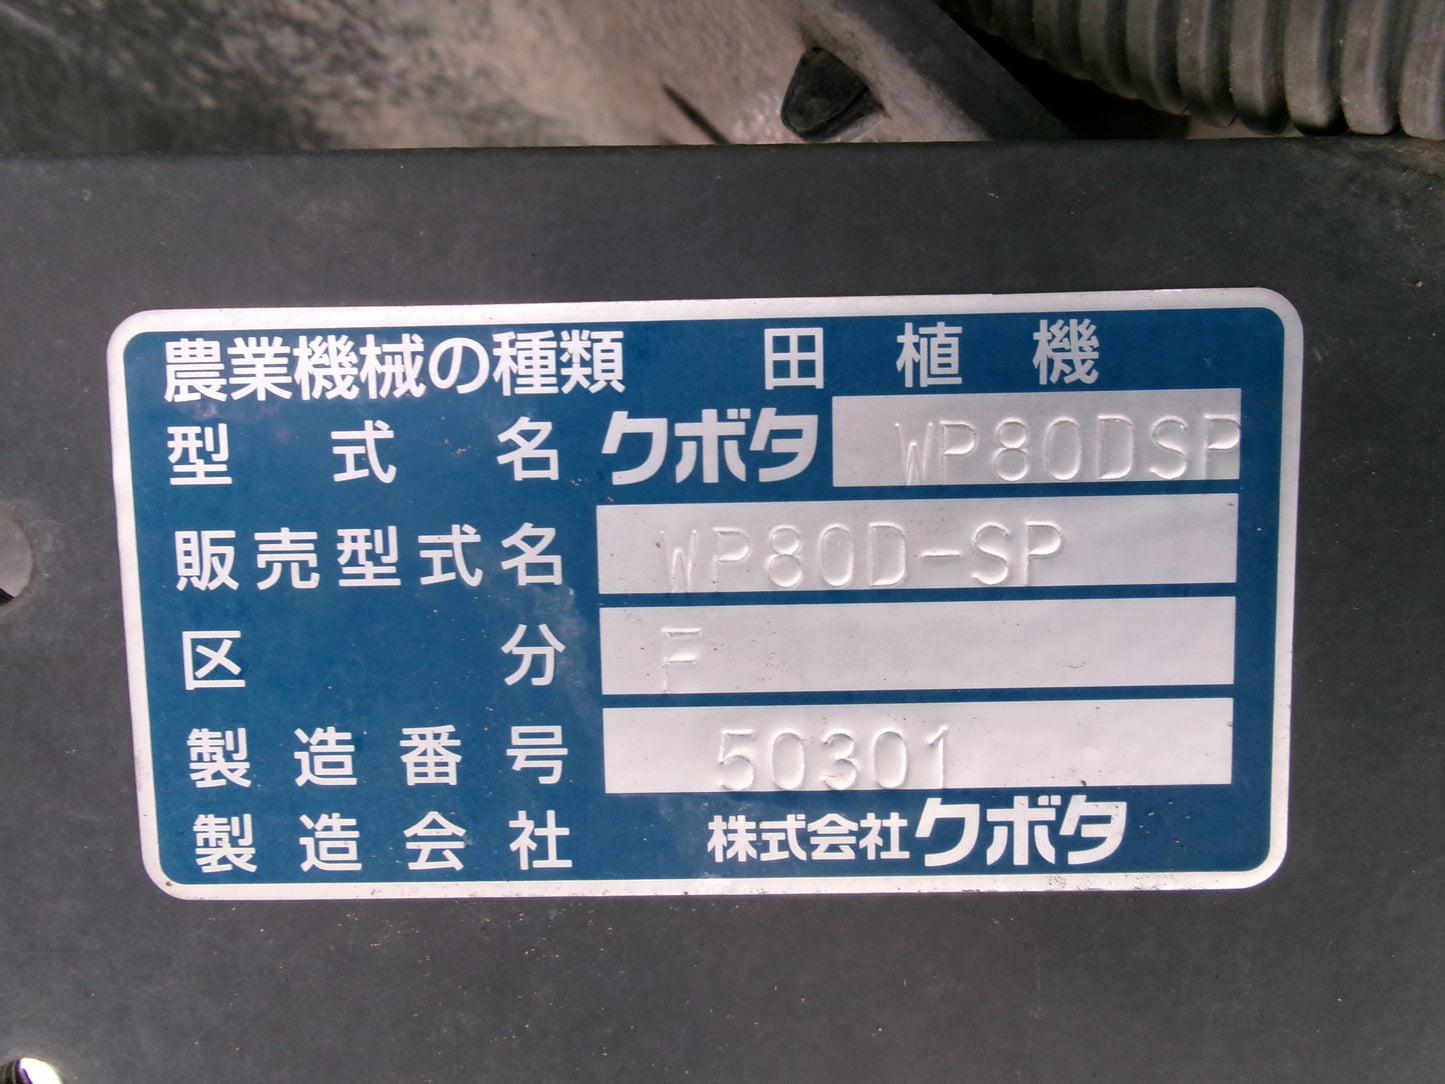 農業機械の種類 田植機
型式名 クボタ WP80DSP
販売型式名 WP80D-SP
区分 F
製造番号 50301
製造会社 株式会社クボタ